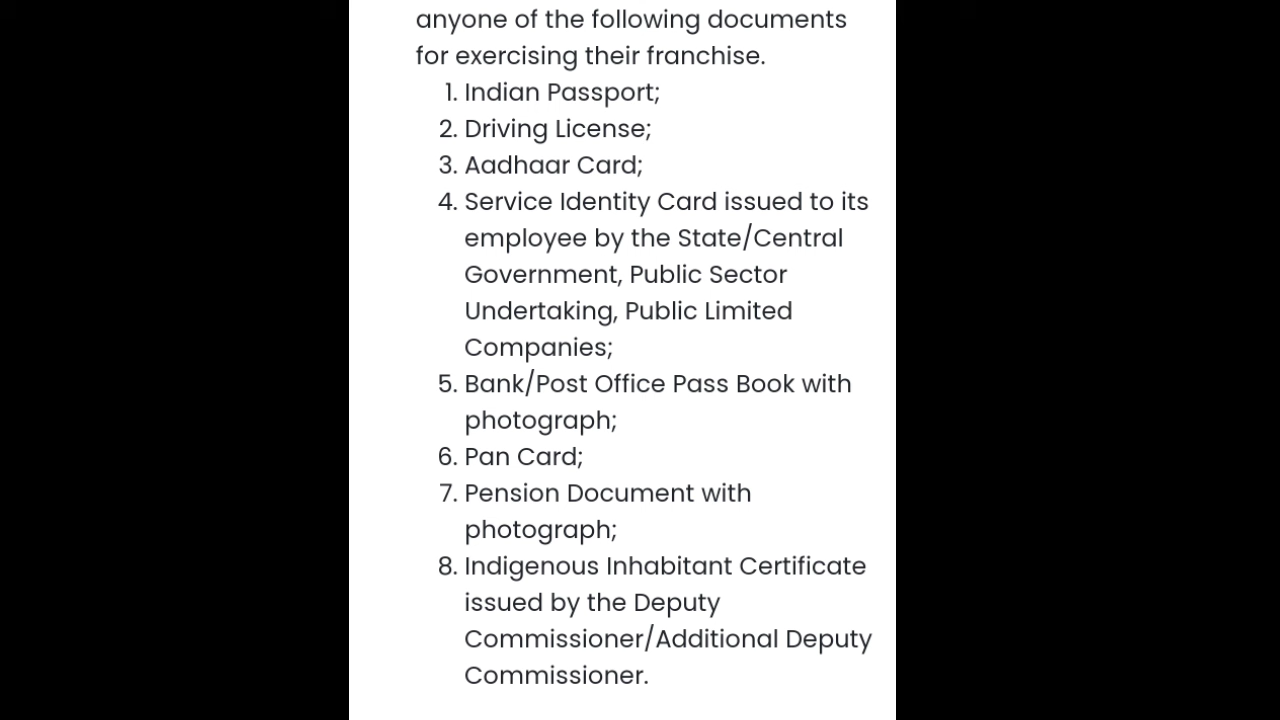 anyone of the following documents
for exercising their franchise.
1. Indian Passport;
2. Driving License;
3. Aadhaar Card;
4. Service Identity Card issued to its
employee by the State/Central
Government, Public Sector
Undertaking, Public Limited
Companies;
5. Bank/Post Office Pass Book with
photograph;
6. Pan Card;
7. Pension Document with
photograph;
8. Indigenous Inhabitant Certificate
issued by the Deputy
Commissioner/Additional Deputy
Commissioner.